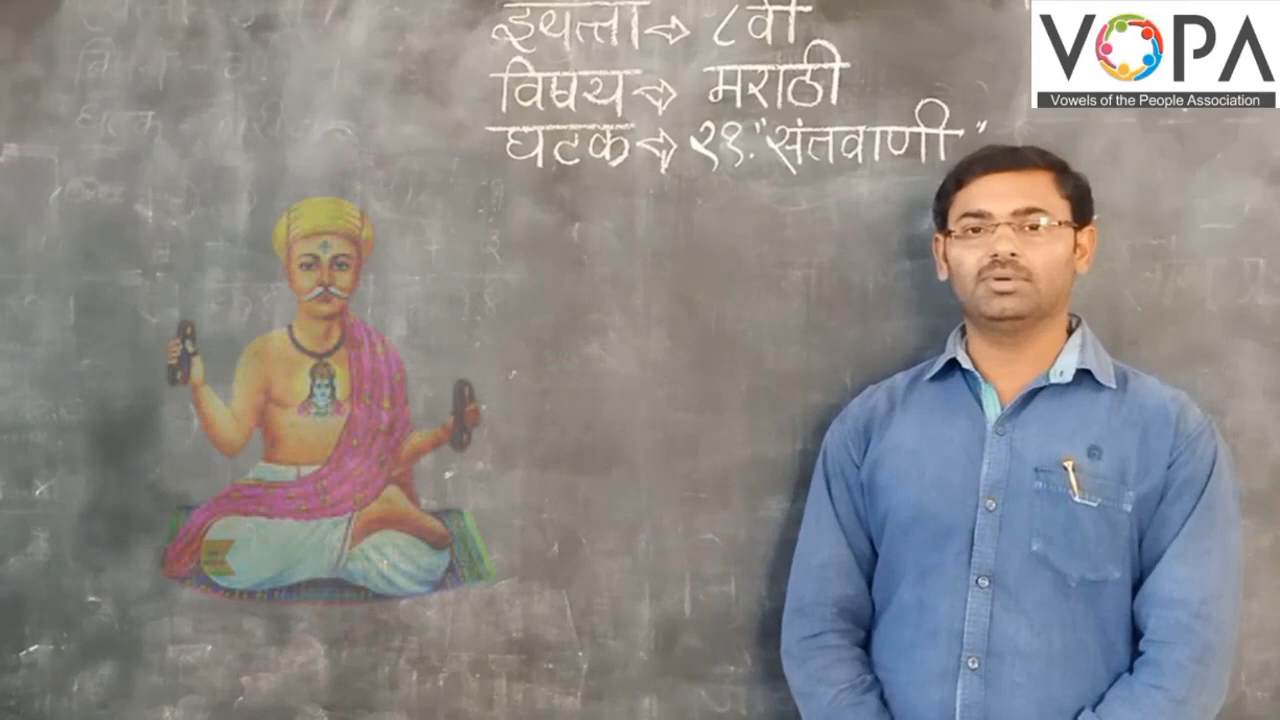 इयत्ता → ८वी
विषय → मराठी
घटक → २१. "संतवाणी"
VOPA
Vowels of the People Association